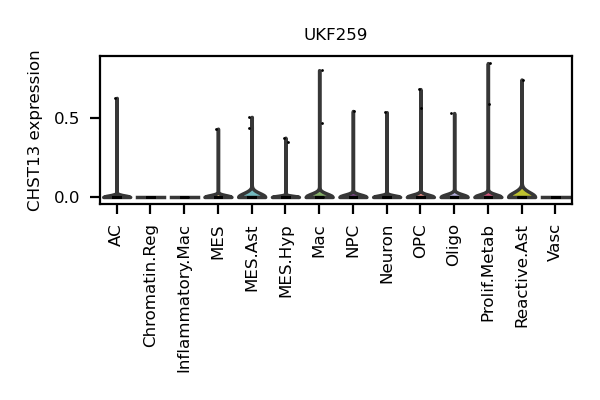 UKF259
CHST13 expression
0.5
0.0
AC
Chromatin.Reg
Inflammatory.Mac
MES
MES.Ast
MES.Hyp
Mac
NPC
Neuron
OPC
Oligo
Prolif.Metab
Reactive.Ast
Vasc